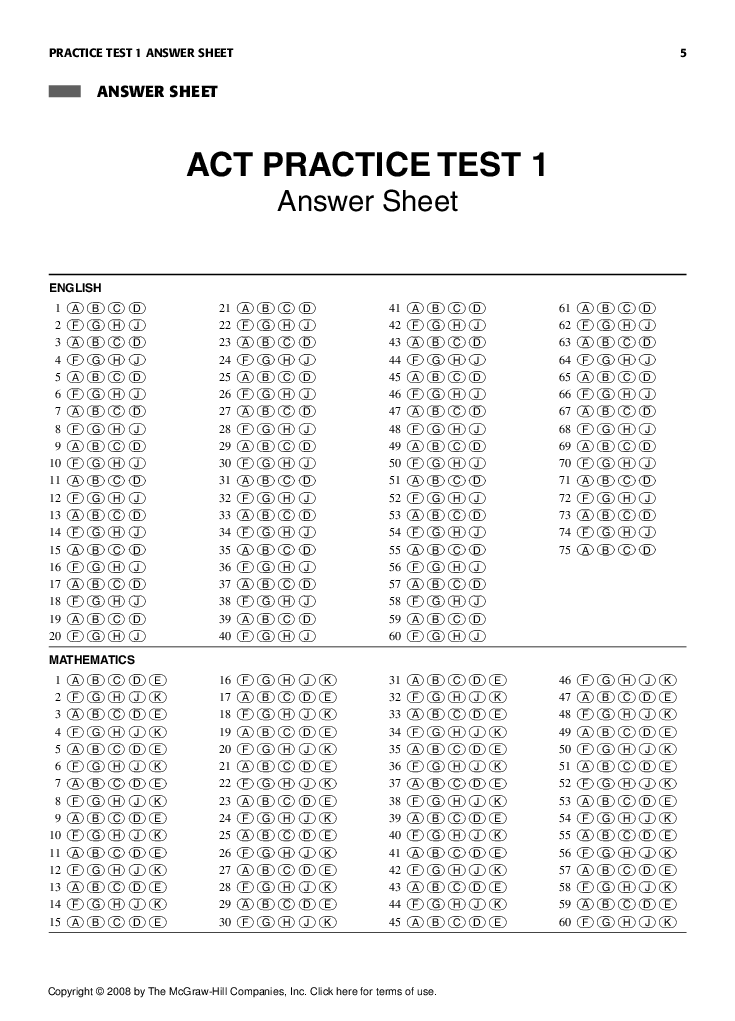 PRACTICE TEST 1 ANSWER SHEET 5
ANSWER SHEET
ACT PRACTICE TEST 1
Answer Sheet
ENGLISH
1 A B C D 21 A B C D 41 A B C D 61 A B C D
2 F G H J 22 F G H J 42 F G H J 62 F G H J
3 A B C D 23 A B C D 43 A B C D 63 A B C D
4 F G H J 24 F G H J 44 F G H J 64 F G H J
5 A B C D 25 A B C D 45 A B C D 65 A B C D
6 F G H J 26 F G H J 46 F G H J 66 F G H J
7 A B C D 27 A B C D 47 A B C D 67 A B C D
8 F G H J 28 F G H J 48 F G H J 68 F G H J
9 A B C D 29 A B C D 49 A B C D 69 A B C D
10 F G H J 30 F G H J 50 F G H J 70 F G H J
11 A B C D 31 A B C D 51 A B C D 71 A B C D
12 F G H J 32 F G H J 52 F G H J 72 F G H J
13 A B C D 33 A B C D 53 A B C D 73 A B C D
14 F G H J 34 F G H J 54 F G H J 74 F G H J
15 A B C D 35 A B C D 55 A B C D 75 A B C D
16 F G H J 36 F G H J 56 F G H J
17 A B C D 37 A B C D 57 A B C D
18 F G H J 38 F G H J 58 F G H J
19 A B C D 39 A B C D 59 A B C D
20 F G H J 40 F G H J 60 F G H J
MATHEMATICS
1 A B C D E 16 F G H J K 31 A B C D E 46 F G H J K
2 F G H J K 17 A B C D E 32 F G H J K 47 A B C D E
3 A B C D E 18 F G H J K 33 A B C D E 48 F G H J K
4 F G H J K 19 A B C D E 34 F G H J K 49 A B C D E
5 A B C D E 20 F G H J K 35 A B C D E 50 F G H J K
6 F G H J K 21 A B C D E 36 F G H J K 51 A B C D E
7 A B C D E 22 F G H J K 37 A B C D E 52 F G H J K
8 F G H J K 23 A B C D E 38 F G H J K 53 A B C D E
9 A B C D E 24 F G H J K 39 A B C D E 54 F G H J K
10 F G H J K 25 A B C D E 40 F G H J K 55 A B C D E
11 A B C D E 26 F G H J K 41 A B C D E 56 F G H J K
12 F G H J K 27 A B C D E 42 F G H J K 57 A B C D E
13 A B C D E 28 F G H J K 43 A B C D E 58 F G H J K
14 F G H J K 29 A B C D E 44 F G H J K 59 A B C D E
15 A B C D E 30 F G H J K 45 A B C D E 60 F G H J K
Copyright © 2008 by The McGraw-Hill Companies, Inc. Click here for terms of use.